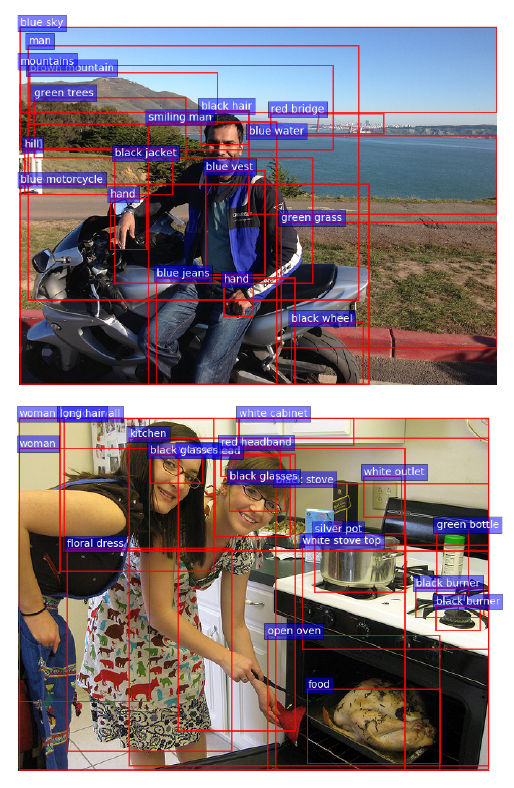 blue sky
man
mountains
brown mountain
green trees
black hair
red bridge
smiling man
blue water
hill
black jacket
blue vest
blue motorcycle
hand
green grass
blue jeans
hand
black wheel
woman
long hair
all
white cabinet
woman
kitchen
red headband
black glasses
ead
black glasses
stove
white outlet
silver pot
green bottle
floral dress
white stove top
black burner
black burner
open oven
food